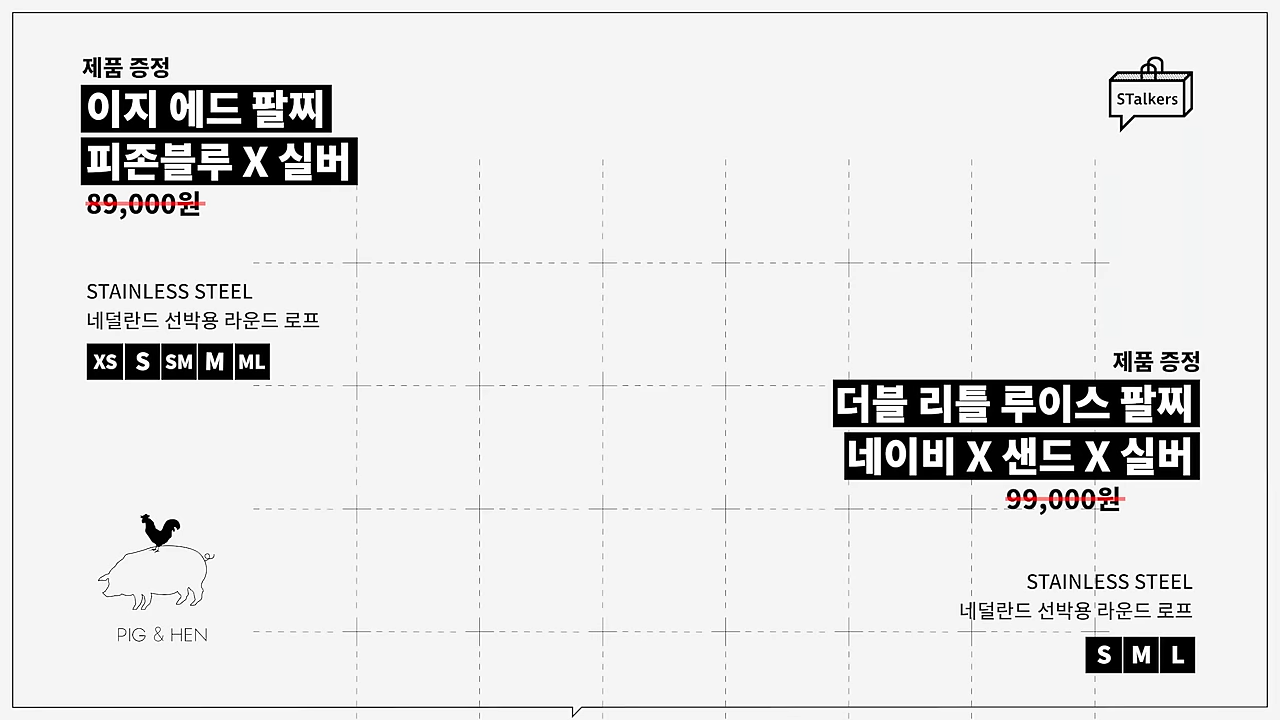 제품 증정
이지 에드 팔찌
피존블루 X 실버
89,000원
STalkers
STAINLESS STEEL
네덜란드 선박용 라운드 로프
XS S SM M ML
제품 증정
더블 리틀 루이스 팔찌
네이비 X 샌드 X 실버
99,000원
STAINLESS STEEL
네덜란드 선박용 라운드 로프
S M L
PIG & HEN